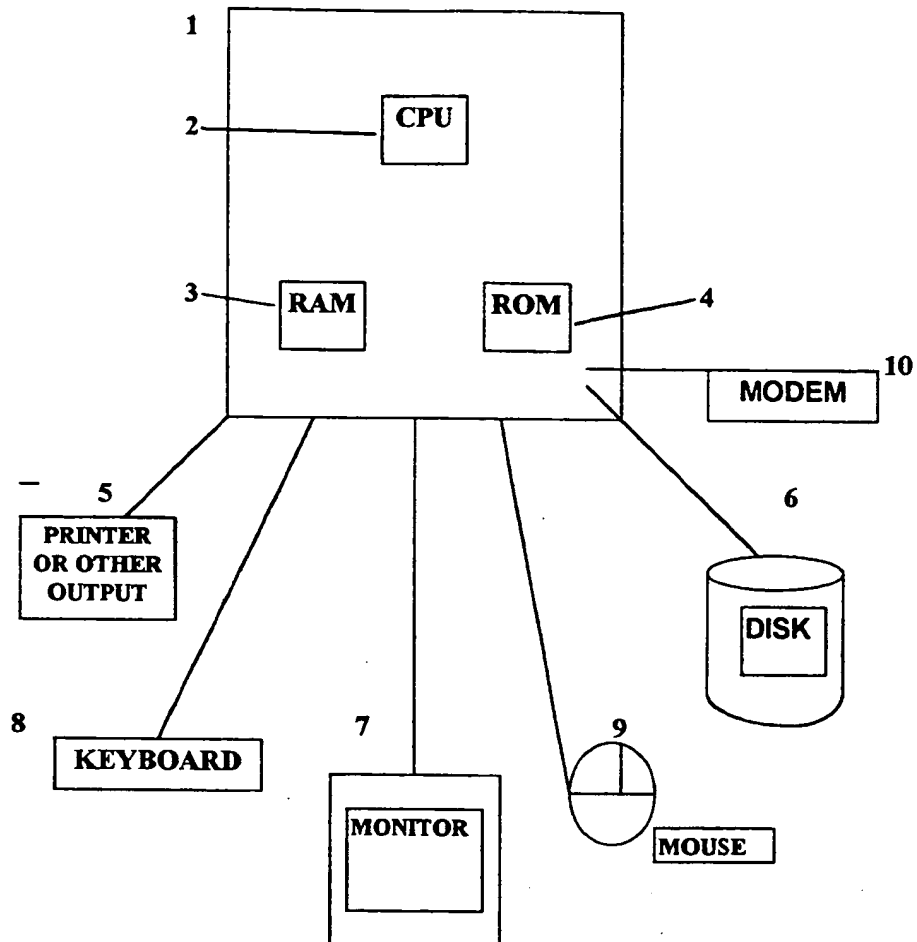 1
CPU
2
3
RAM
ROM
4
10
MODEM
5
6
PRINTER
OR OTHER
OUTPUT
DISK
8
7
9
KEYBOARD
MONITOR
MOUSE